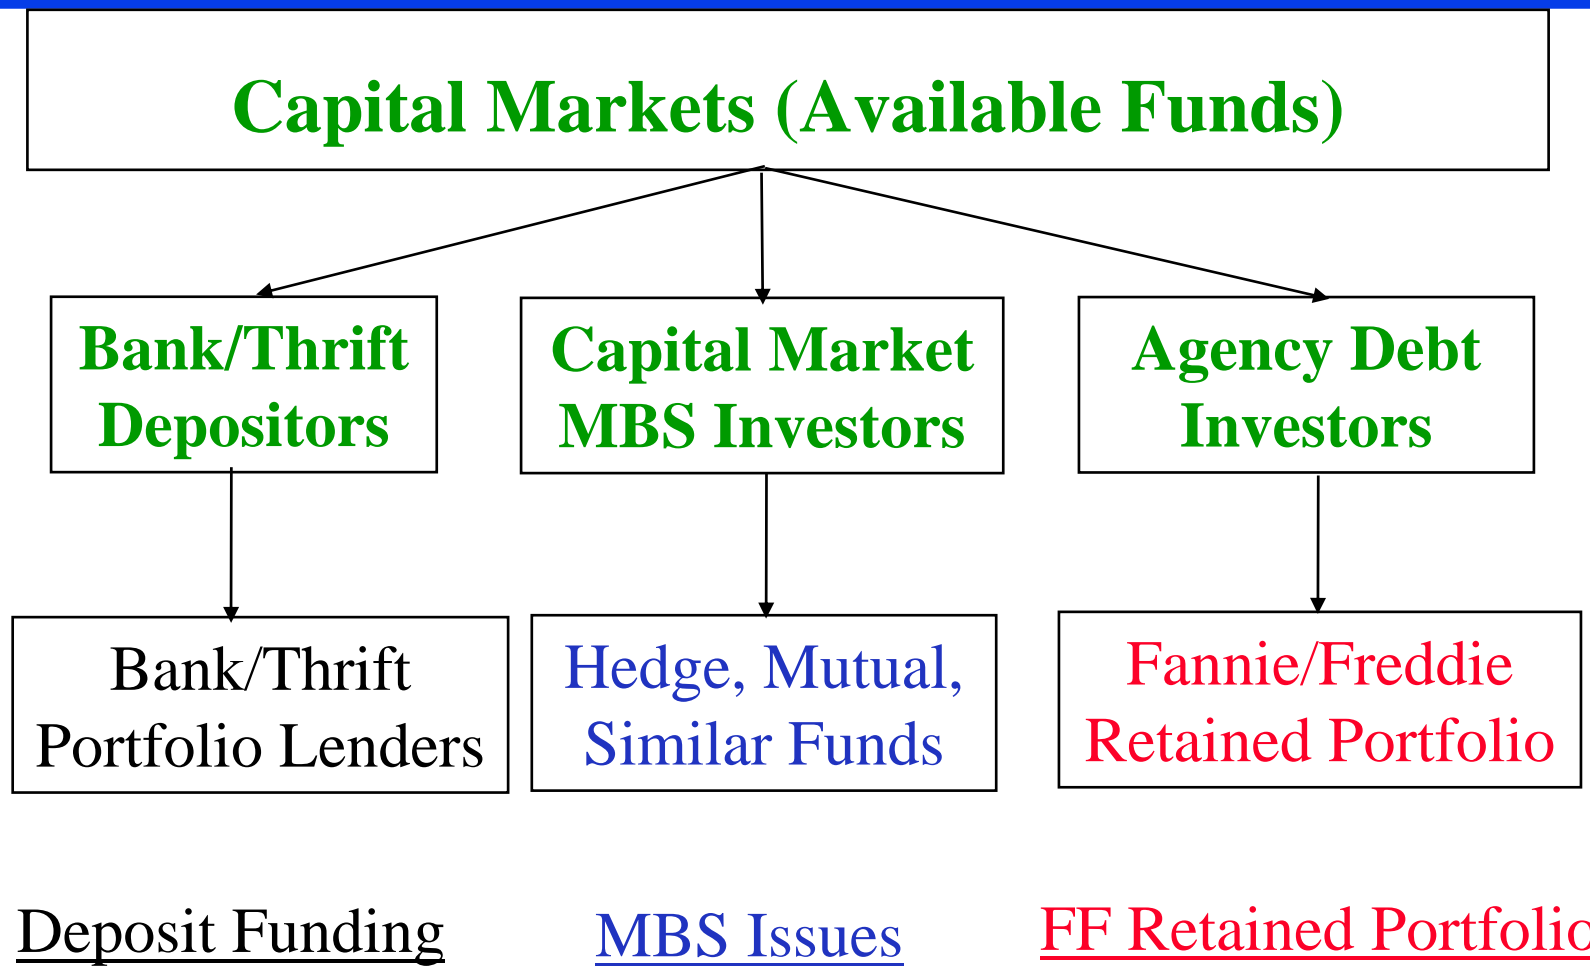 Capital Markets (Available Funds)
Bank/Thrift
Depositors
Capital Market
MBS Investors
Agency Debt
Investors
Bank/Thrift
Portfolio Lenders
Hedge, Mutual,
Similar Funds
Fannie/Freddie
Retained Portfolio
Deposit Funding
MBS Issues
FF Retained Portfolio